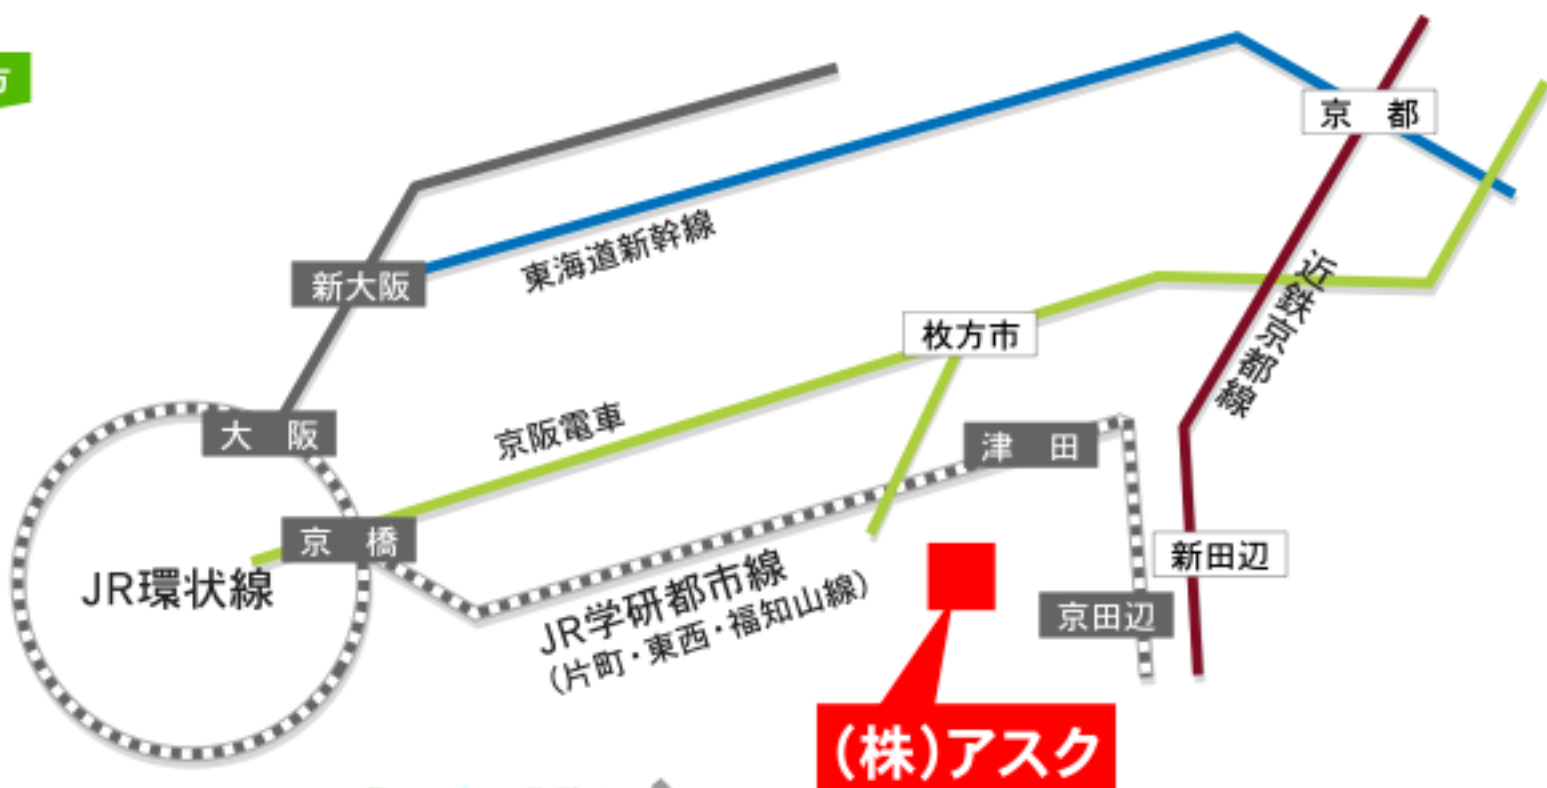 市
京　都
東海道新幹線
新大阪
近鉄京都線
枚方市
京阪電車
大　阪
津　田
京　橋
新田辺
JR環状線
JR学研都市線
（片町・東西・福知山線）
京田辺
（株）アスク